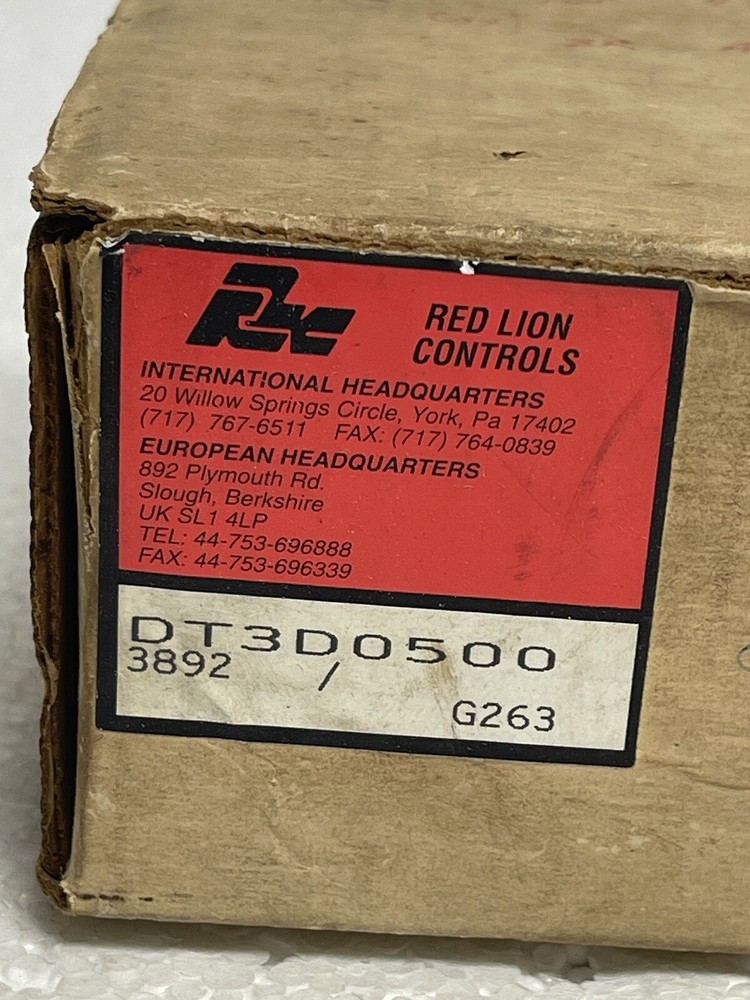 RLC
RED LION
CONTROLS
INTERNATIONAL HEADQUARTERS
20 Willow Springs Circle, York, Pa 17402
(717) 767-6511 FAX: (717) 764-0839
EUROPEAN HEADQUARTERS
892 Plymouth Rd.
Slough, Berkshire
UK SL1 4LP
TEL: 44-753-696888
FAX: 44-753-696339
DT3D0500
3892 /
G263